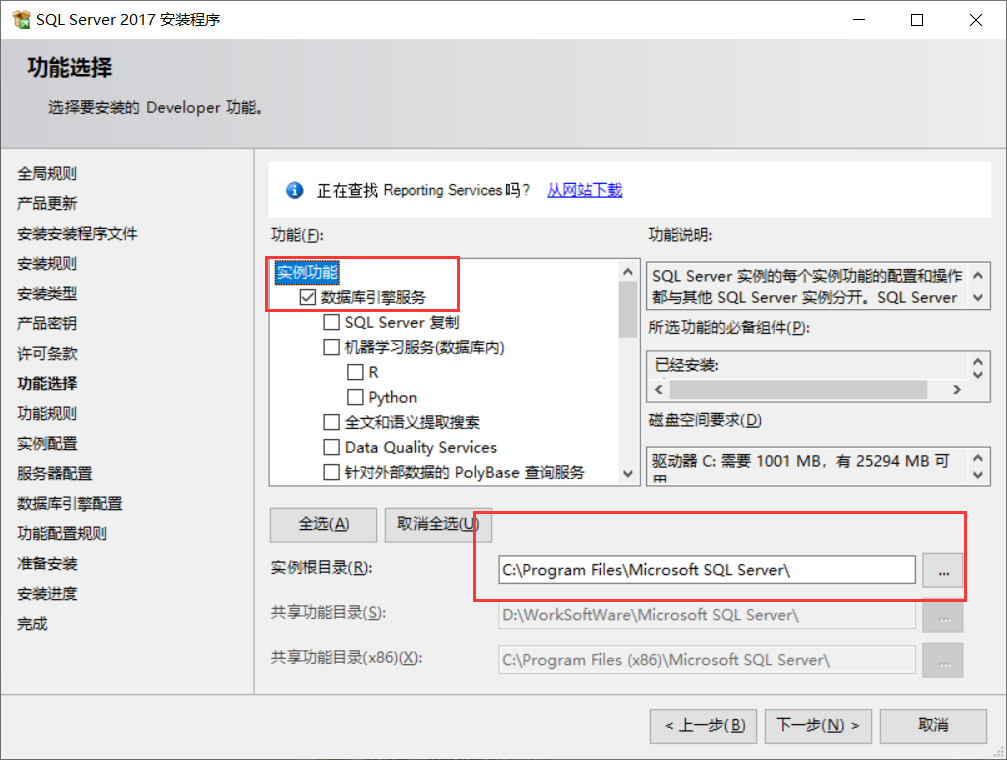 SQL Server 2017 安装程序
功能选择
选择要安装的 Developer 功能。
全局规则
产品更新
安装安装程序文件
安装规则
安装类型
产品密钥
许可条款
功能选择
功能规则
实例配置
服务器配置
数据库引擎配置
功能配置规则
准备安装
安装进度
完成
正在查找 Reporting Services 吗? 从网站下载
功能(F):
实例功能
数据库引擎服务
SQL Server 复制
机器学习服务(数据库内)
R
Python
全文和语义提取搜索
Data Quality Services
针对外部数据的 PolyBase 查询服务
功能说明:
SQL Server 实例的每个实例功能的配置和操作
都与其他 SQL Server 实例分开。SQL Server
所选功能的必备组件(P):
已经安装:
磁盘空间要求(D)
驱动器 C: 需要 1001 MB，有 25294 MB 可
用
全选(A)
取消全选(U)
实例根目录(R):
C:\Program Files\Microsoft SQL Server\
...
共享功能目录(S):
D:\WorkSoftWare\Microsoft SQL Server\
...
共享功能目录(x86)(X):
C:\Program Files (x86)\Microsoft SQL Server\
...
< 上一步(B)
下一步(N) >
取消